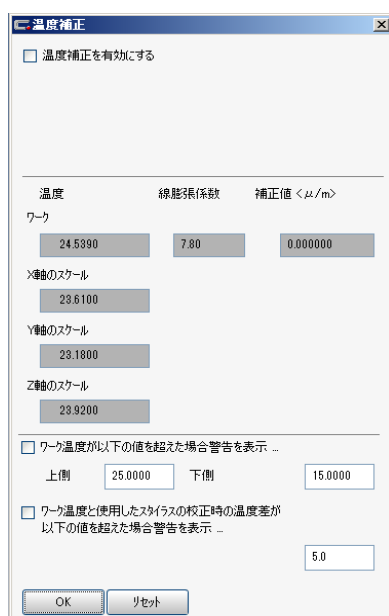 温度補正
温度補正を有効にする
温度 線膨張係数 補正値<μ/m>
ワーク
24.5390 7.80 0.000000
X軸のスケール
23.6100
Y軸のスケール
23.1800
Z軸のスケール
23.9200
ワーク温度が以下の値を超えた場合警告を表示 ...
上側 25.0000 下側 15.0000
ワーク温度と使用したスタイラスの校正時の温度差が
以下の値を超えた場合警告を表示 ...
5.0
OK リセット